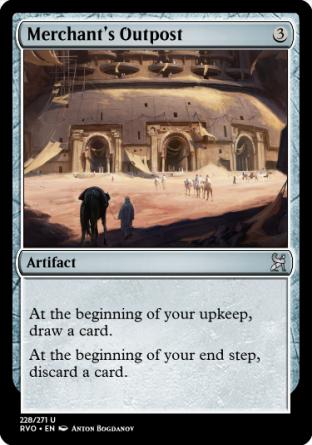 Merchant's Outpost 3
Artifact
At the beginning of your upkeep,
draw a card.
At the beginning of your end step,
discard a card.
228/271 U
RVO • EN Anton Bogdanov